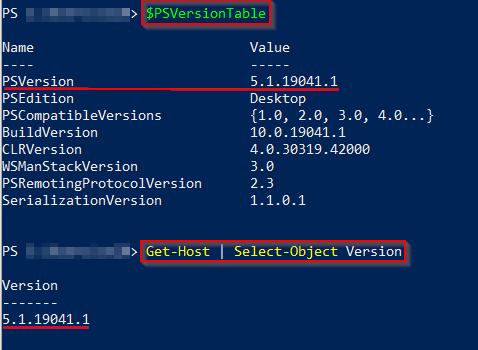 PS > $PSVersionTable
Name Value
---- -----
PSVersion 5.1.19041.1
PSEdition Desktop
PSCompatibleVersions {1.0, 2.0, 3.0, 4.0...}
BuildVersion 10.0.19041.1
CLRVersion 4.0.30319.42000
WSManStackVersion 3.0
PSRemotingProtocolVersion 2.3
SerializationVersion 1.1.0.1
PS > Get-Host | Select-Object Version
Version
-------
5.1.19041.1